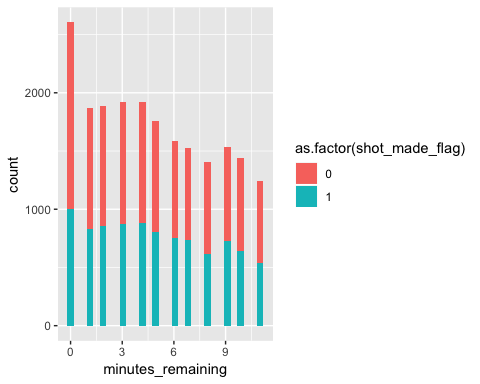 2000
1000
0
count
0 3 6 9
minutes_remaining
as.factor(shot_made_flag)
0
1